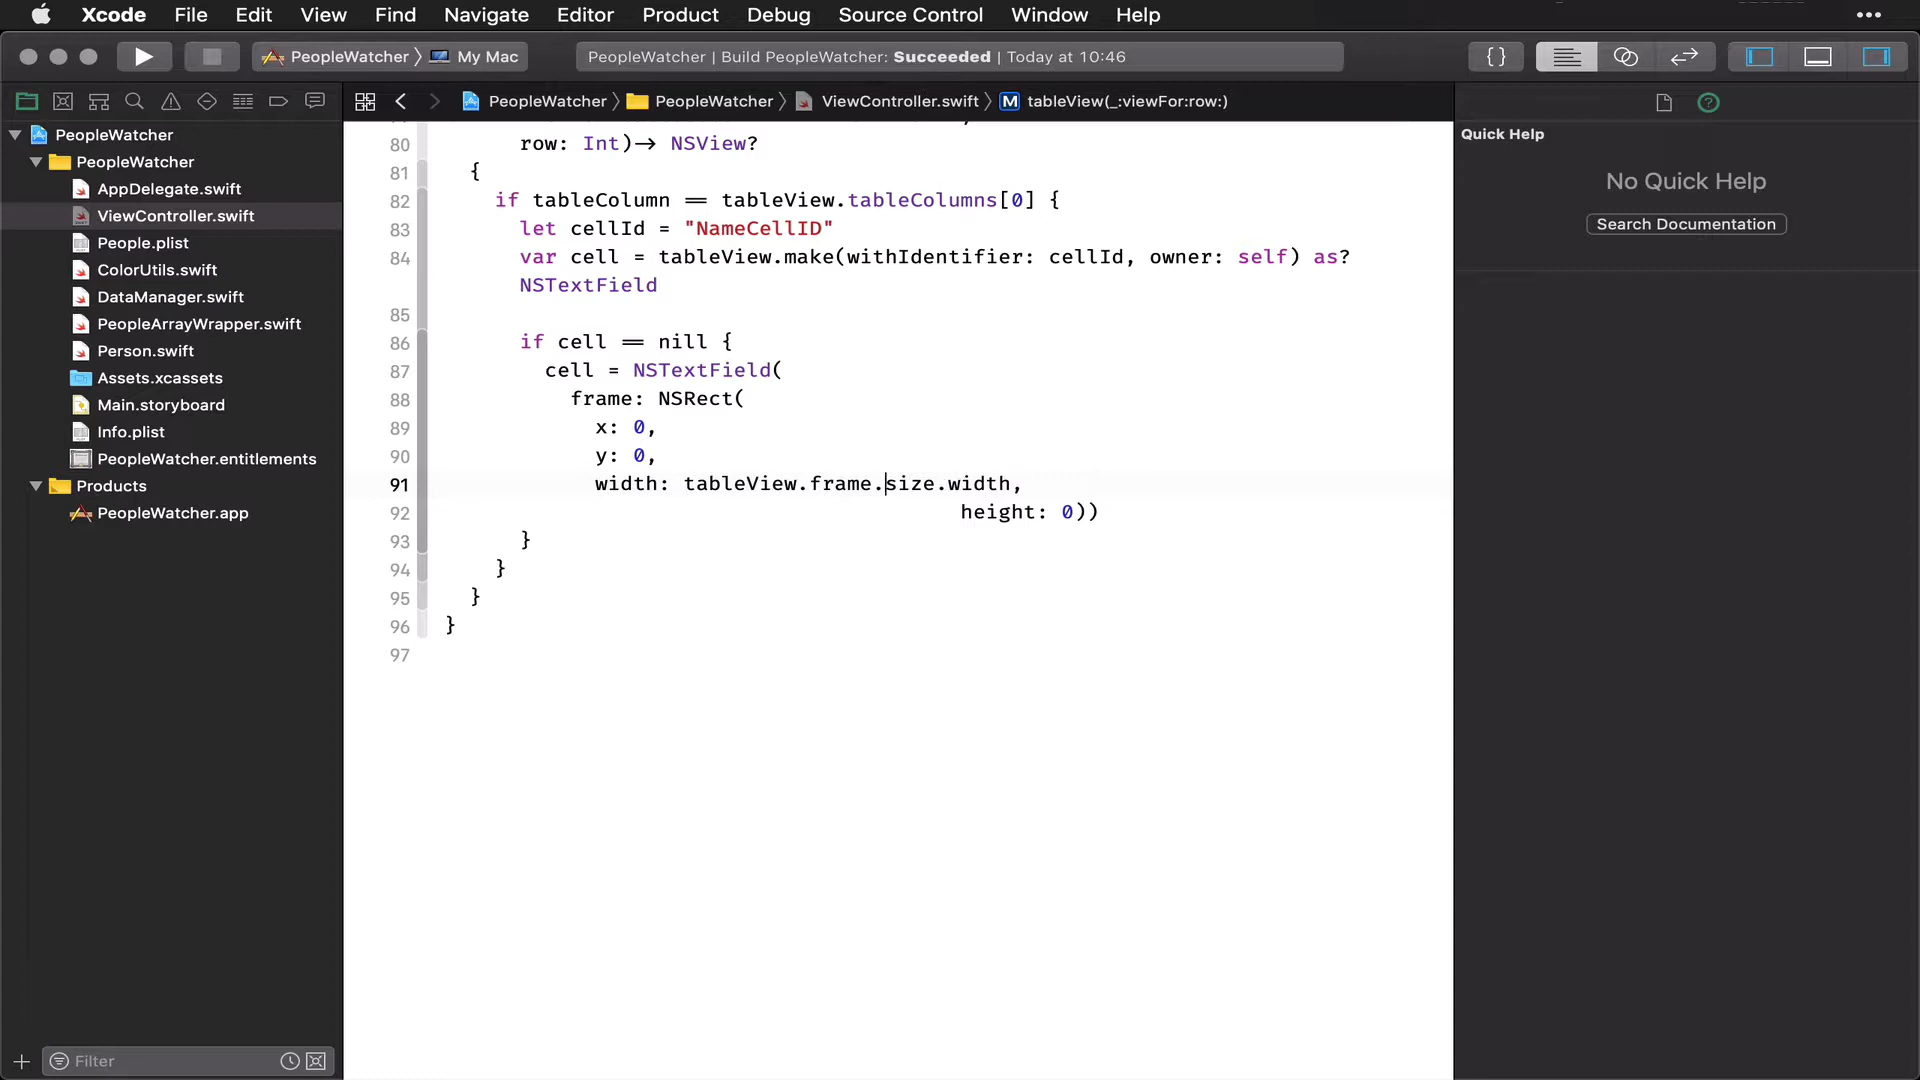 Xcode File Edit View Find Navigate Editor Product Debug Source Control Window Help
PeopleWatcher My Mac
PeopleWatcher | Build PeopleWatcher: Succeeded | Today at 10:46
PeopleWatcher PeopleWatcher ViewController.swift M tableView(_:viewFor:row:)
PeopleWatcher
PeopleWatcher
AppDelegate.swift
ViewController.swift
People.plist
ColorUtils.swift
DataManager.swift
PeopleArrayWrapper.swift
Person.swift
Assets.xcassets
Main.storyboard
Info.plist
PeopleWatcher.entitlements
Products
PeopleWatcher.app
Filter
80 row: Int)-> NSView?
81 {
82 if tableColumn == tableView.tableColumns[0] {
83 let cellId = "NameCellID"
84 var cell = tableView.make(withIdentifier: cellId, owner: self) as?
NSTextField
85
86 if cell == nill {
87 cell = NSTextField(
88 frame: NSRect(
89 x: 0,
90 y: 0,
91 width: tableView.frame.size.width,
92 height: 0))
93 }
94 }
95 }
96 }
97
Quick Help
No Quick Help
Search Documentation